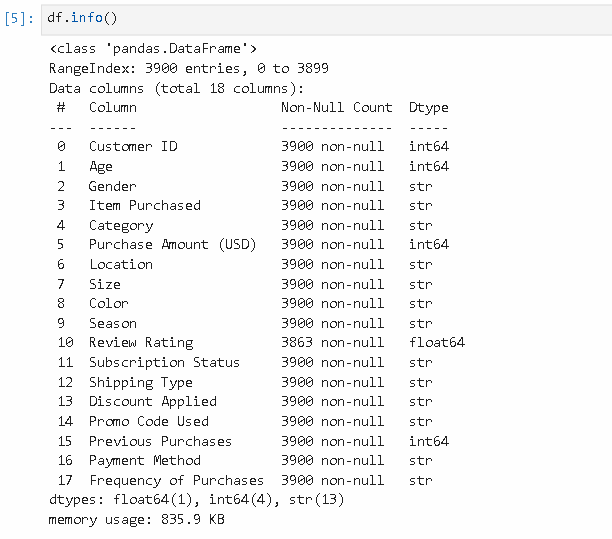 [5]: df.info()
<class 'pandas.DataFrame'>
RangeIndex: 3900 entries, 0 to 3899
Data columns (total 18 columns):
 #   Column                  Non-Null Count  Dtype
---  ------                  --------------  -----
 0   Customer ID             3900 non-null   int64
 1   Age                     3900 non-null   int64
 2   Gender                  3900 non-null   str
 3   Item Purchased          3900 non-null   str
 4   Category                3900 non-null   str
 5   Purchase Amount (USD)   3900 non-null   int64
 6   Location                3900 non-null   str
 7   Size                    3900 non-null   str
 8   Color                   3900 non-null   str
 9   Season                  3900 non-null   str
 10  Review Rating           3863 non-null   float64
 11  Subscription Status     3900 non-null   str
 12  Shipping Type           3900 non-null   str
 13  Discount Applied        3900 non-null   str
 14  Promo Code Used         3900 non-null   str
 15  Previous Purchases      3900 non-null   int64
 16  Payment Method          3900 non-null   str
 17  Frequency of Purchases  3900 non-null   str
dtypes: float64(1), int64(4), str(13)
memory usage: 835.9 KB